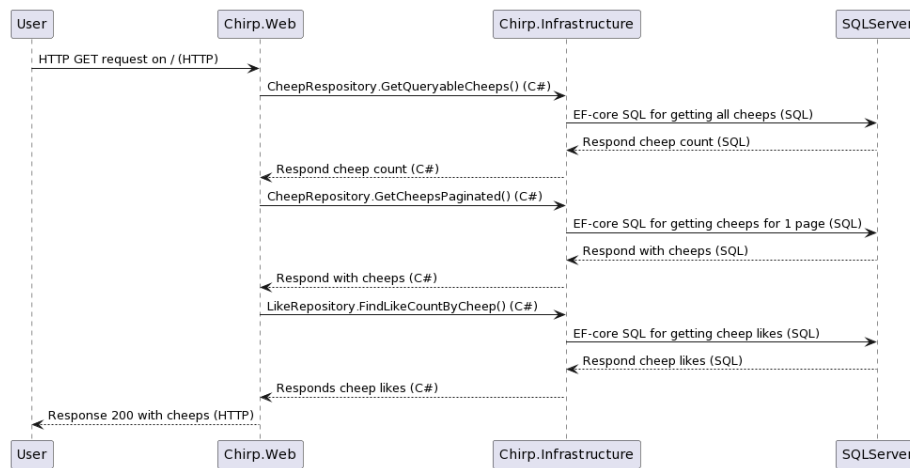 User
Chirp.Web
Chirp.Infrastructure
SQLServer
HTTP GET request on / (HTTP)
CheepRespository.GetQueryableCheeps() (C#)
EF-core SQL for getting all cheeps (SQL)
Respond cheep count (SQL)
Respond cheep count (C#)
CheepRepository.GetCheepsPaginated() (C#)
EF-core SQL for getting cheeps for 1 page (SQL)
Respond with cheeps (SQL)
Respond with cheeps (C#)
LikeRepository.FindLikeCountByCheep() (C#)
EF-core SQL for getting cheep likes (SQL)
Respond cheep likes (SQL)
Responds cheep likes (C#)
Response 200 with cheeps (HTTP)
User
Chirp.Web
Chirp.Infrastructure
SQLServer